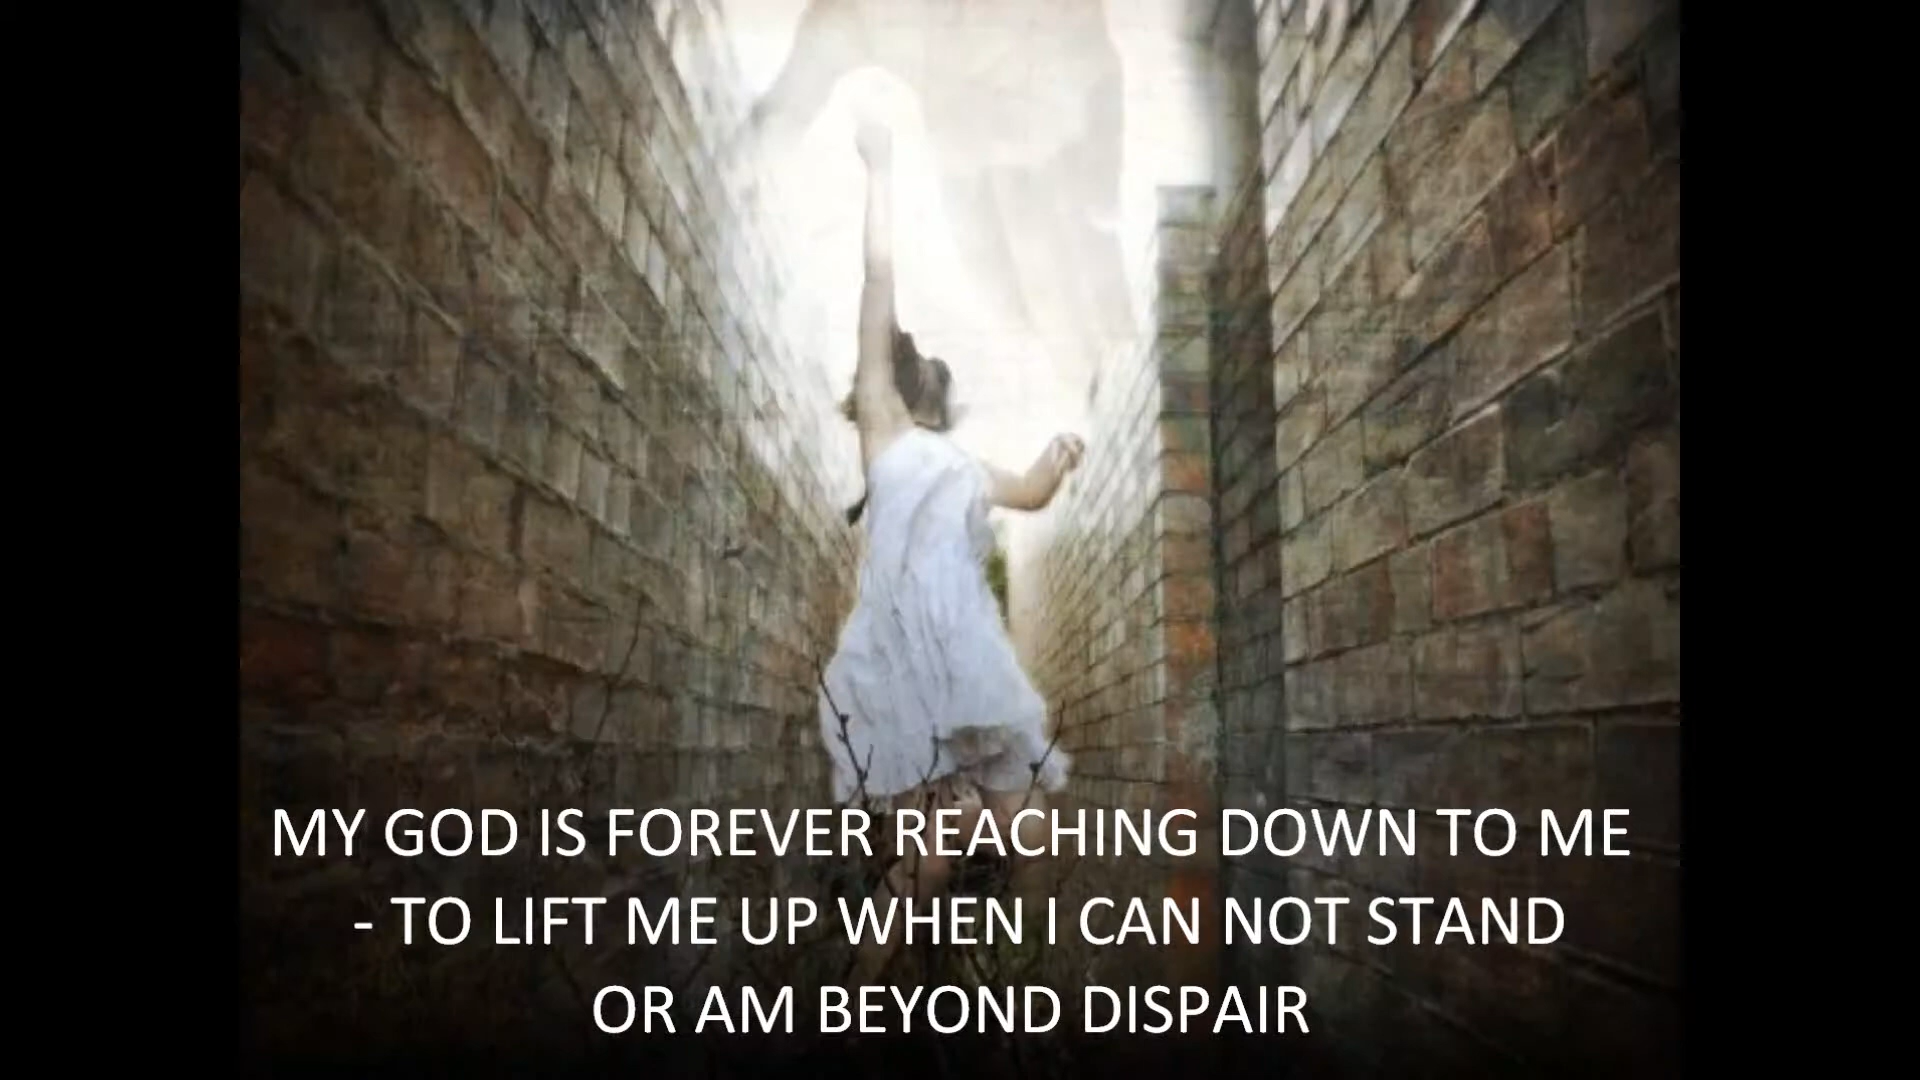 MY GOD IS FOREVER REACHING DOWN TO ME
- TO LIFT ME UP WHEN I CAN NOT STAND
OR AM BEYOND DISPAIR